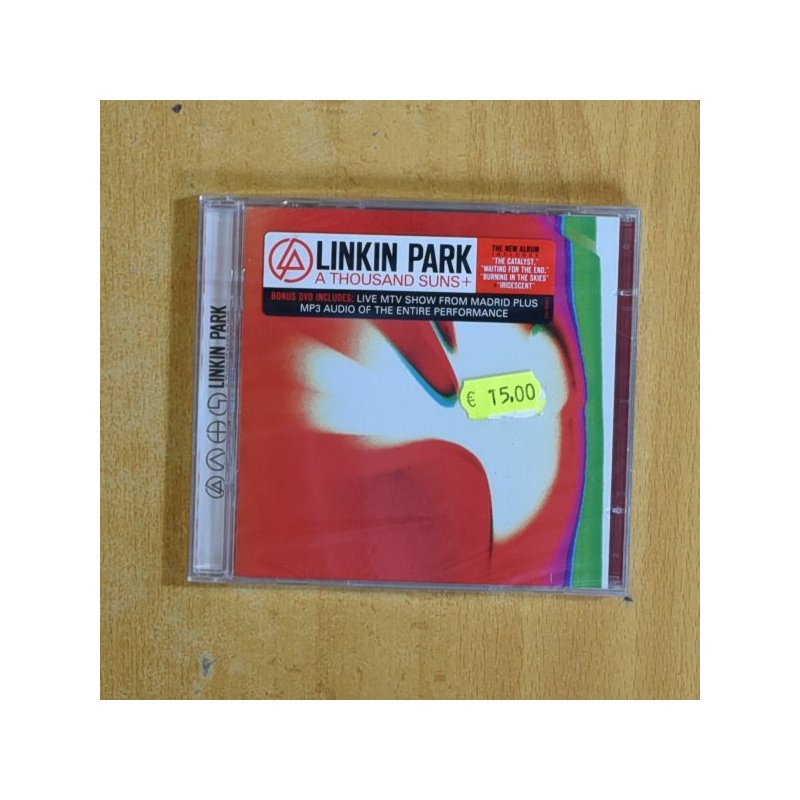 LINKIN PARK
A THOUSAND SUNS+
THE NEW ALBUM
INCLUDES
"THE CATALYST,"
"WAITING FOR THE END,"
"BURNING IN THE SKIES"
+ "IRIDESCENT"
BONUS DVD INCLUDES: LIVE MTV SHOW FROM MADRID PLUS
MP3 AUDIO OF THE ENTIRE PERFORMANCE
€ 15.00
LINKIN PARK